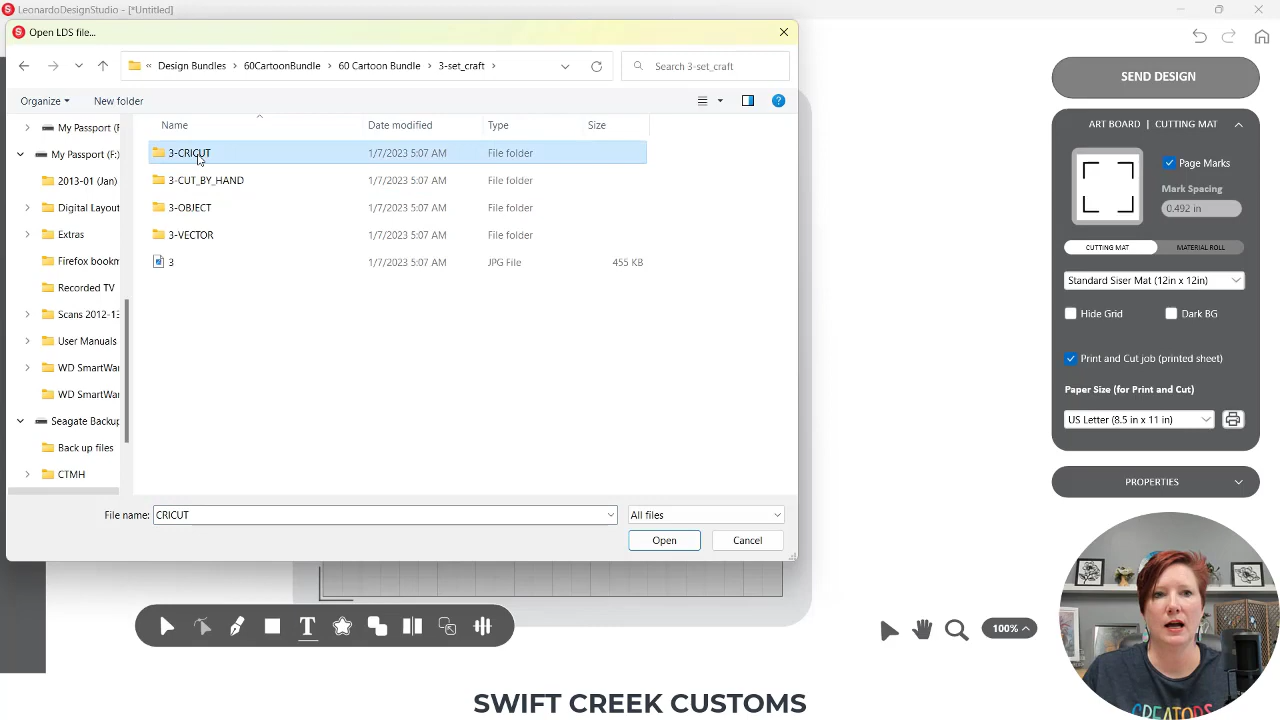 LeonardoDesignStudio - [*Untitled]
Open LDS file...
« Design Bundles > 60CartoonBundle > 60 Cartoon Bundle > 3-set_craft >
Search 3-set_craft
SEND DESIGN
Organize
New folder
Name
Date modified
Type
Size
ART BOARD | CUTTING MAT
My Passport (F
My Passport (F:)
2013-01 (Jan)
Digital Layout
Extras
Firefox bookm
Recorded TV
Scans 2012-13
User Manuals
WD SmartWar
WD SmartWar
Seagate Backup
Back up files
CTMH
3-CRICUT 1/7/2023 5:07 AM File folder
3-CUT_BY_HAND 1/7/2023 5:07 AM File folder
3-OBJECT 1/7/2023 5:07 AM File folder
3-VECTOR 1/7/2023 5:07 AM File folder
3 1/7/2023 5:07 AM JPG File 455 KB
Page Marks
Mark Spacing
0.492 in
CUTTING MAT
MATERIAL ROLL
Standard Siser Mat (12in x 12in)
Hide Grid
Dark BG
Print and Cut job (printed sheet)
Paper Size (for Print and Cut)
US Letter (8.5 in x 11 in)
PROPERTIES
File name: CRICUT
All files
Open
Cancel
T
100%
CREATORS
SWIFT CREEK CUSTOMS